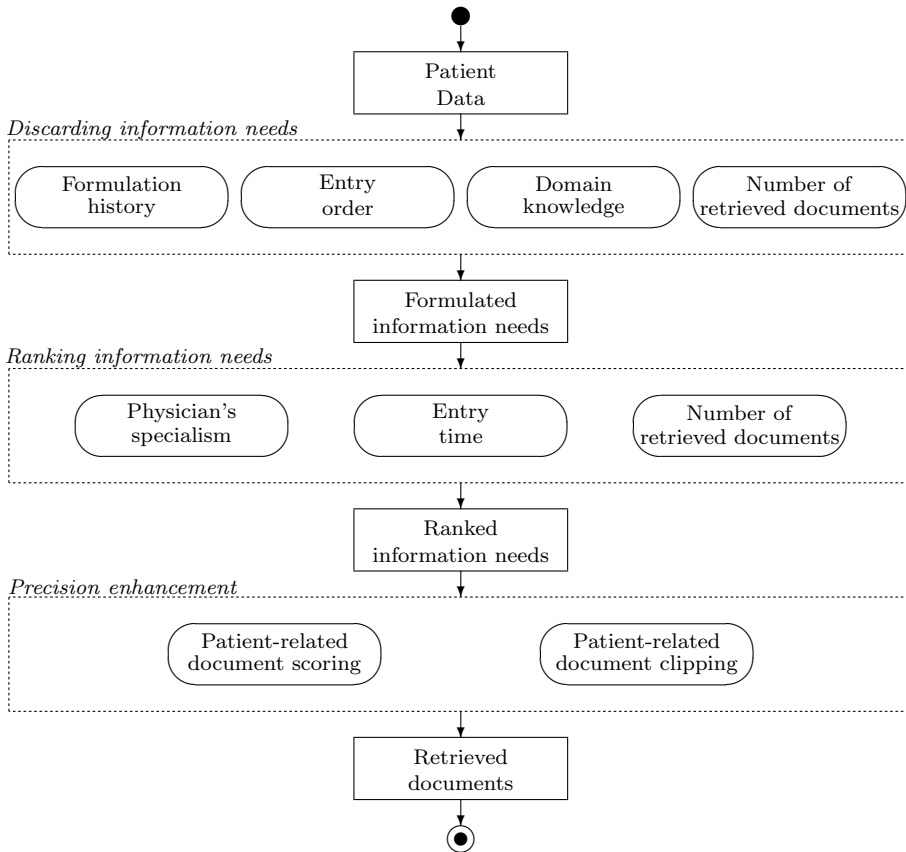 Patient
Data
Discarding information needs
Formulation
history
Entry
order
Domain
knowledge
Number of
retrieved documents
Formulated
information needs
Ranking information needs
Physician's
specialism
Entry
time
Number of
retrieved documents
Ranked
information needs
Precision enhancement
Patient-related
document scoring
Patient-related
document clipping
Retrieved
documents